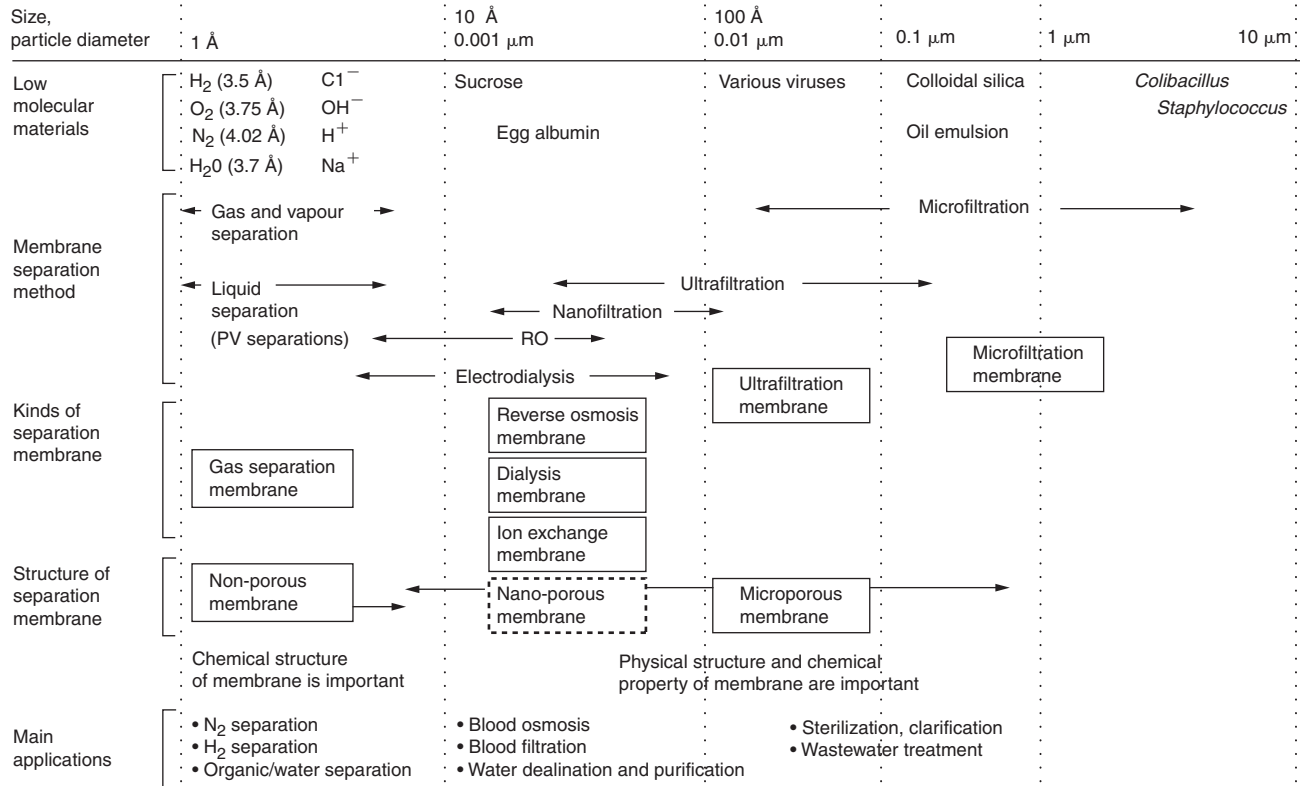 Size,
particle diameter
1 Å
10 Å
0.001 μm
100 Å
0.01 μm
0.1 μm
1 μm
10 μm
Low
molecular
materials
H₂ (3.5 Å) C1⁻
O₂ (3.75 Å) OH⁻
N₂ (4.02 Å) H⁺
H₂0 (3.7 Å) Na⁺
Sucrose
Egg albumin
Various viruses
Colloidal silica
Oil emulsion
Colibacillus
Staphylococcus
Membrane
separation
method
Gas and vapour
separation
Microfiltration
Liquid
separation
(PV separations)
Ultrafiltration
Nanofiltration
RO
Electrodialysis
Kinds of
separation
membrane
Gas separation
membrane
Reverse osmosis
membrane
Dialysis
membrane
Ion exchange
membrane
Ultrafiltration
membrane
Microfiltration
membrane
Structure of
separation
membrane
Non-porous
membrane
Nano-porous
membrane
Microporous
membrane
Chemical structure
of membrane is important
Physical structure and chemical
property of membrane are important
Main
applications
• N₂ separation
• H₂ separation
• Organic/water separation
• Blood osmosis
• Blood filtration
• Water dealination and purification
• Sterilization, clarification
• Wastewater treatment